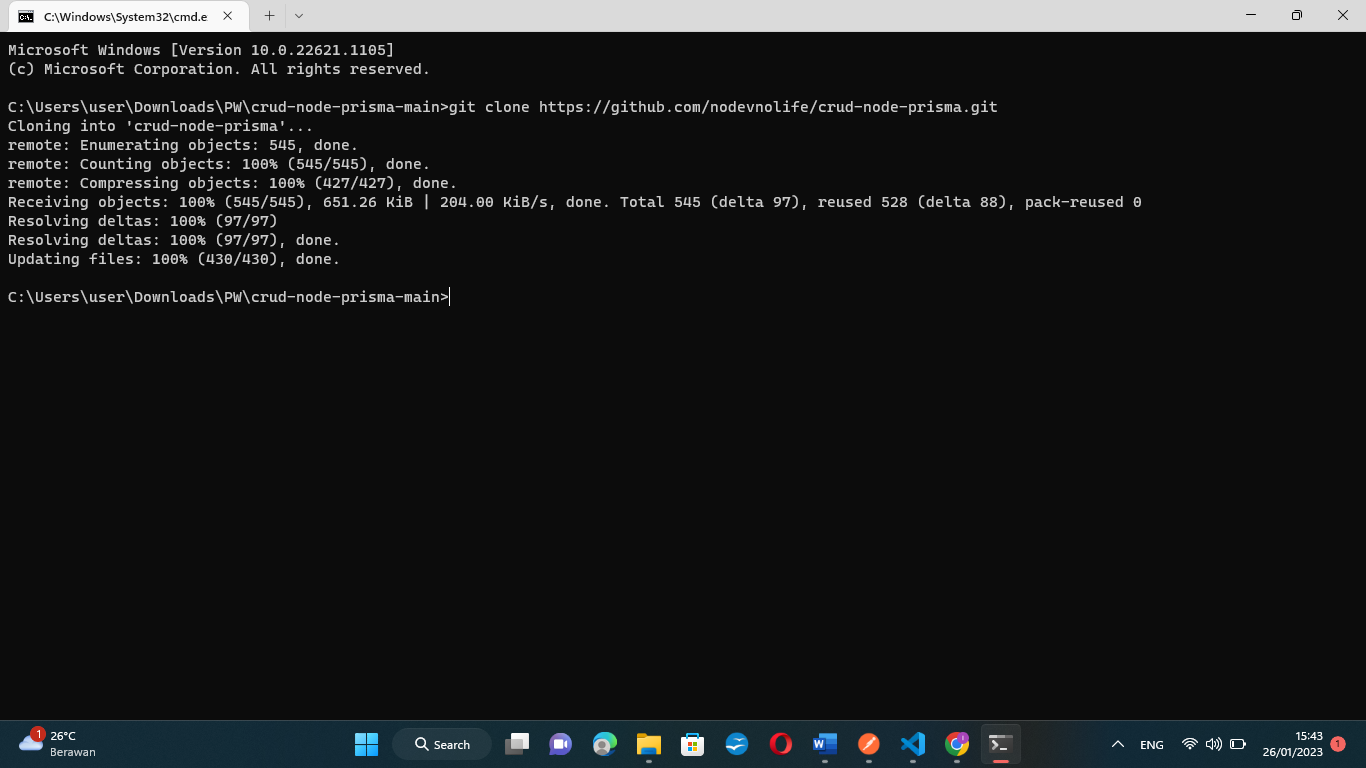 C:\Windows\System32\cmd.e
Microsoft Windows [Version 10.0.22621.1105]
(c) Microsoft Corporation. All rights reserved.
C:\Users\user\Downloads\PW\crud-node-prisma-main>git clone https://github.com/nodevnolife/crud-node-prisma.git
Cloning into 'crud-node-prisma'...
remote: Enumerating objects: 545, done.
remote: Counting objects: 100% (545/545), done.
remote: Compressing objects: 100% (427/427), done.
Receiving objects: 100% (545/545), 651.26 KiB | 204.00 KiB/s, done. Total 545 (delta 97), reused 528 (delta 88), pack-reused 0
Resolving deltas: 100% (97/97)
Resolving deltas: 100% (97/97), done.
Updating files: 100% (430/430), done.
C:\Users\user\Downloads\PW\crud-node-prisma-main>
1
26°C
Berawan
Search
W
ENG
15:43
26/01/2023
1